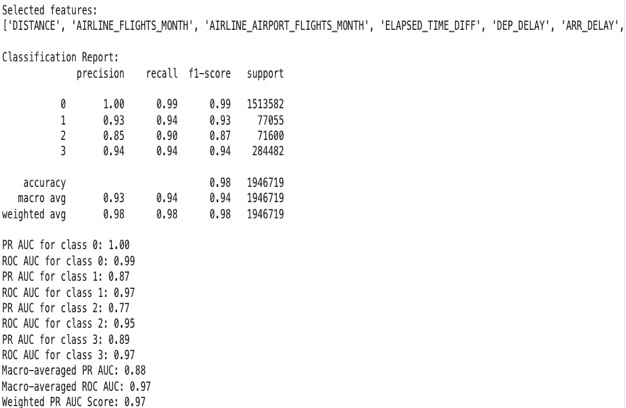 Selected features:
['DISTANCE', 'AIRLINE_FLIGHTS_MONTH', 'AIRLINE_AIRPORT_FLIGHTS_MONTH', 'ELAPSED_TIME_DIFF', 'DEP_DELAY', 'ARR_DELAY',
Classification Report:
precision recall f1-score support
0 1.00 0.99 0.99 1513582
1 0.93 0.94 0.93 77055
2 0.85 0.90 0.87 71600
3 0.94 0.94 0.94 284482
accuracy 0.98 1946719
macro avg 0.93 0.94 0.94 1946719
weighted avg 0.98 0.98 0.98 1946719
PR AUC for class 0: 1.00
ROC AUC for class 0: 0.99
PR AUC for class 1: 0.87
ROC AUC for class 1: 0.97
PR AUC for class 2: 0.77
ROC AUC for class 2: 0.95
PR AUC for class 3: 0.89
ROC AUC for class 3: 0.97
Macro-averaged PR AUC: 0.88
Macro-averaged ROC AUC: 0.97
Weighted PR AUC Score: 0.97